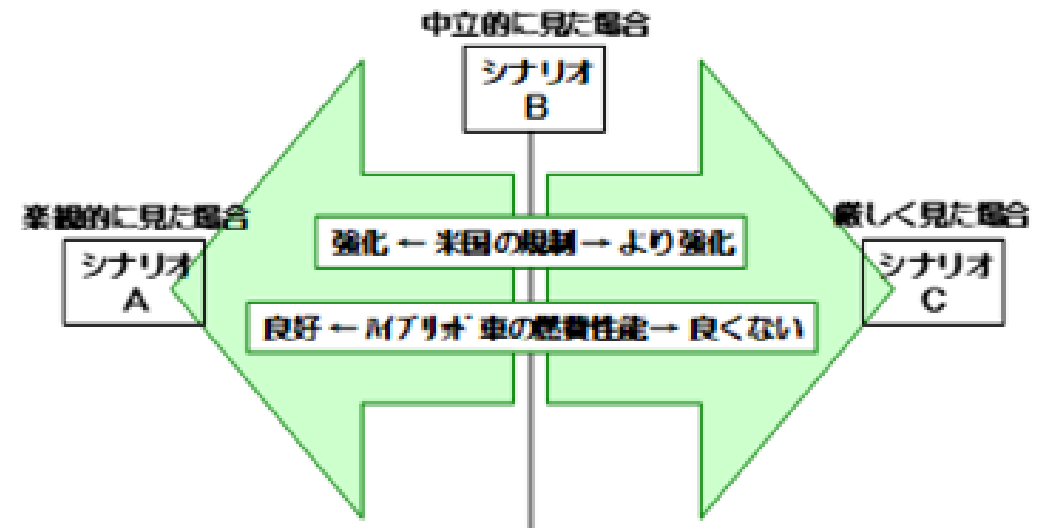 中立的に見た場合
シナリオ
B
楽観的に見た場合
シナリオ
A
厳しく見た場合
シナリオ
C
強化 ← 米国の規制 → より強化
良好 ← ﾊｲﾌﾞﾘｯﾄﾞ車の燃費性能 → 良くない